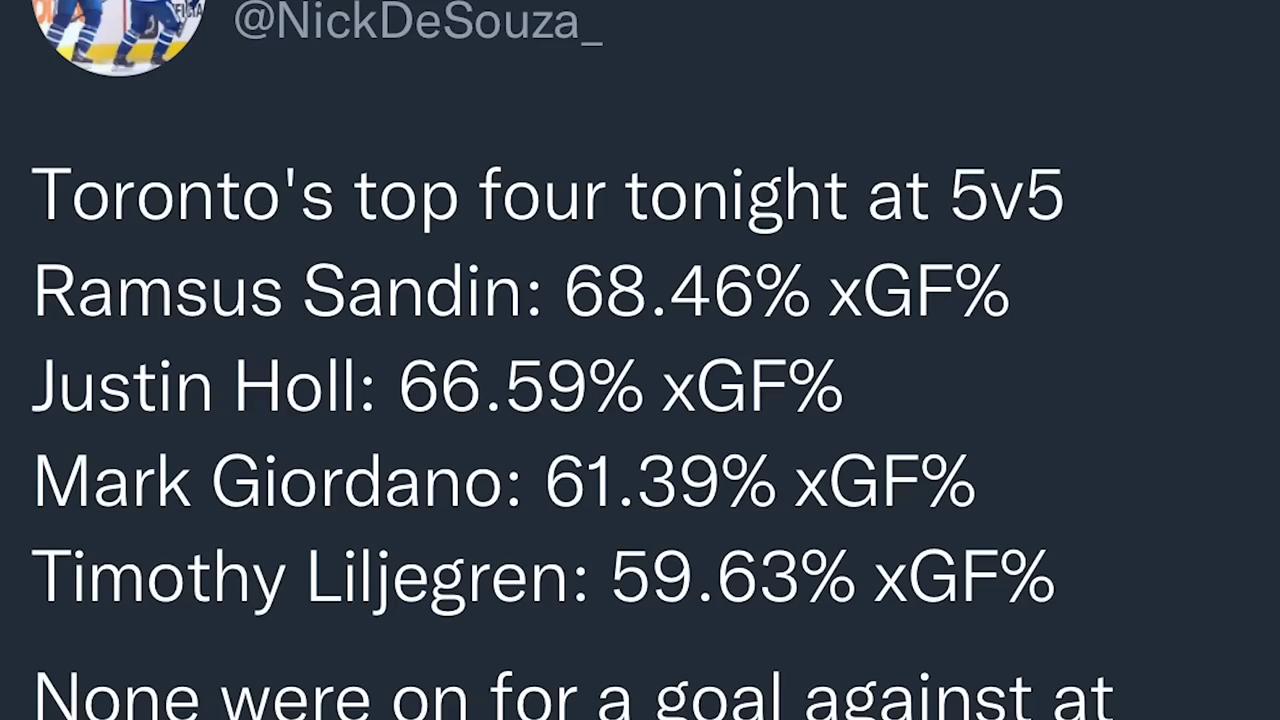 @NickDeSouza_
Toronto's top four tonight at 5v5
Ramsus Sandin: 68.46% xGF%
Justin Holl: 66.59% xGF%
Mark Giordano: 61.39% xGF%
Timothy Liljegren: 59.63% xGF%
None were on for a goal against at